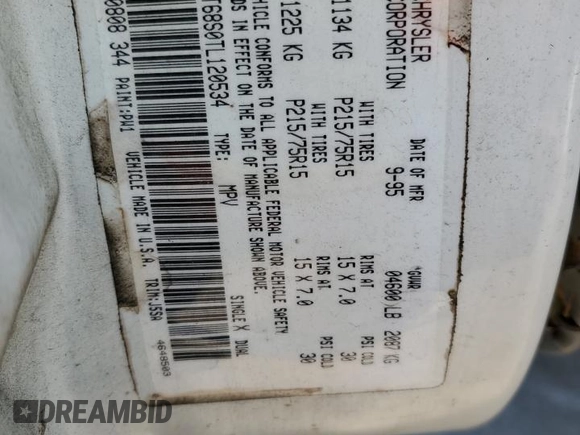 CHRYSLER
CORPORATION
DATE OF MFR
9-95
GVWR
04600 LB 2087 KG
1134 KG
WITH TIRES
P215/75R15
RIMS AT
15 X 7.0
PSI COLD
30
1225 KG
WITH TIRES
P215/75R15
RIMS AT
15 X 7.0
PSI COLD
30
VEHICLE CONFORMS TO ALL APPLICABLE FEDERAL MOTOR VEHICLE SAFETY
IN EFFECT ON THE DATE OF MANUFACTURE SHOWN ABOVE.
TYPE: MPV
SINGLE X DUAL
344 PAINT:PW1
VEHICLE MADE IN U.S.A.
TRIM:J5SA
4648503
DREAMBID